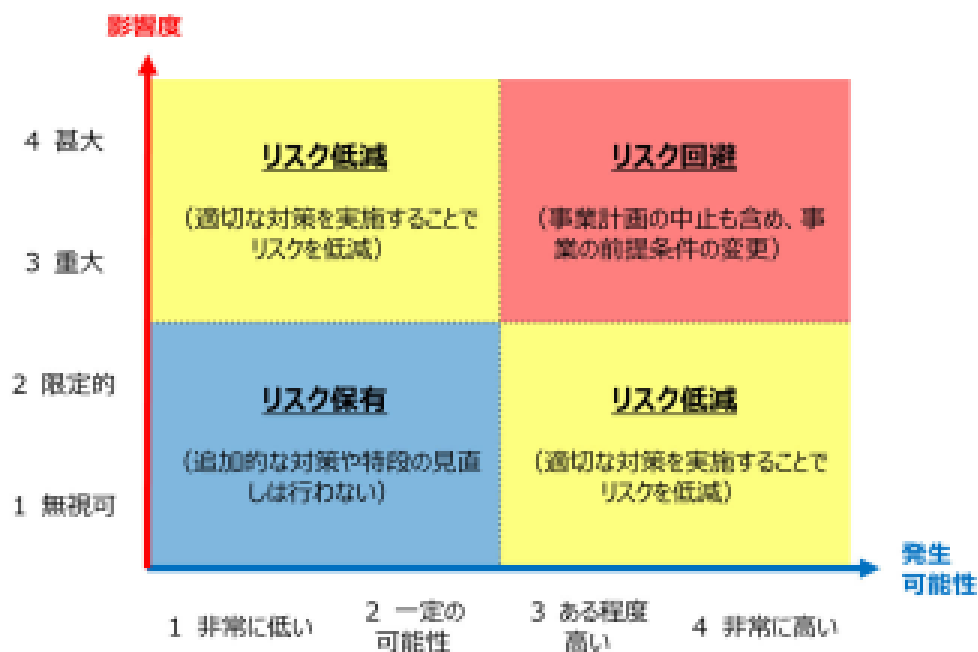 影響度
4 甚大
3 重大
2 限定的
1 無視可
リスク低減
（適切な対策を実施することで
リスクを低減）
リスク回避
（事業計画の中止も含め、事
業の前提条件の変更）
リスク保有
（追加的な対策や特段の見直
しは行わない）
リスク低減
（適切な対策を実施することで
リスクを低減）
発生
可能性
1 非常に低い
2 一定の
可能性
3 ある程度
高い
4 非常に高い